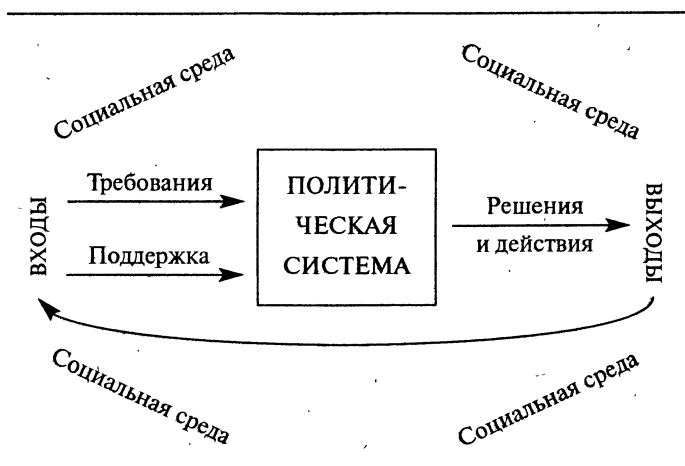 Социальная среда
Социальная среда
ВХОДЫ
Требования
Поддержка
ПОЛИТИ-
ЧЕСКАЯ
СИСТЕМА
Решения
и действия
ВЫХОДЫ
Социальная среда
Социальная среда